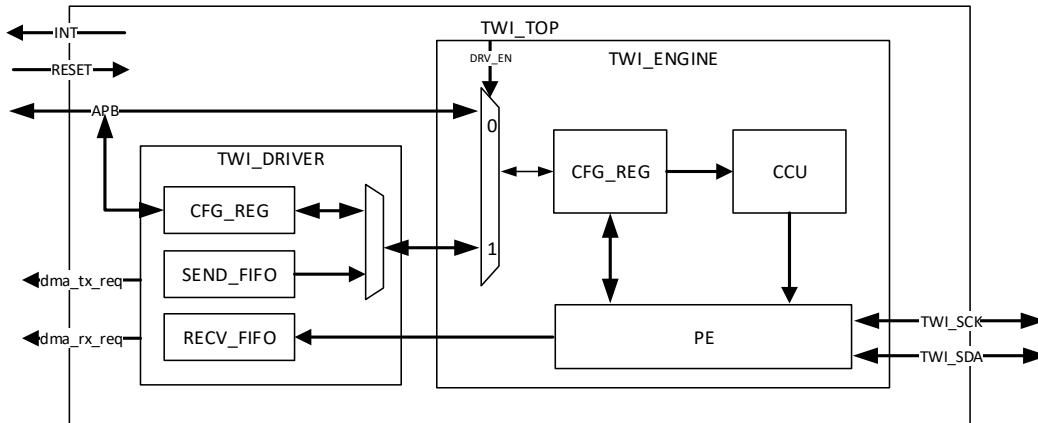 TWI_TOP
INT
DRV_EN
TWI_ENGINE
RESET
APB
0
TWI_DRIVER
CFG_REG
CCU
CFG_REG
1
SEND_FIFO
dma_tx_req
TWI_SCK
dma_rx_req
RECV_FIFO
PE
TWI_SDA